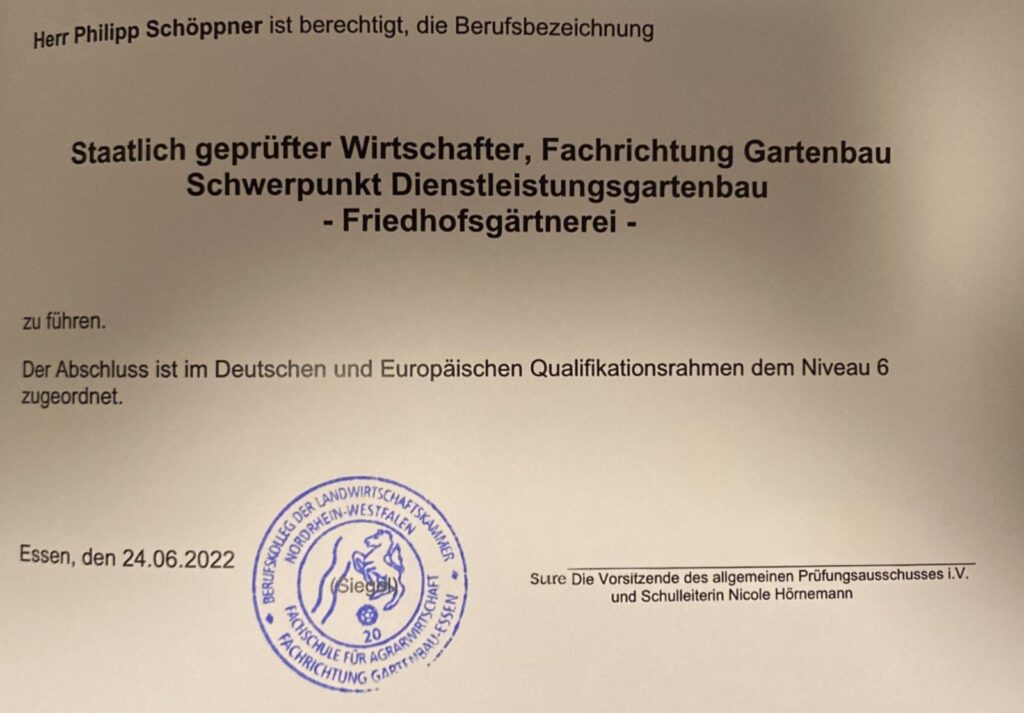 Herr Philipp Schöppner ist berechtigt, die Berufsbezeichnung
Staatlich geprüfter Wirtschafter, Fachrichtung Gartenbau
Schwerpunkt Dienstleistungsgartenbau
- Friedhofsgärtnerei -
zu führen.
Der Abschluss ist im Deutschen und Europäischen Qualifikationsrahmen dem Niveau 6
zugeordnet.
BERUFSKOLLEG DER LANDWIRTSCHAFTSKAMMER
NORDRHEIN-WESTFALEN
Essen, den 24.06.2022
(Siegel)
20
FACHSCHULE FÜR AGRARWIRTSCHAFT
FACHRICHTUNG GARTENBAU-ESSEN
Sure Die Vorsitzende des allgemeinen Prüfungsausschusses i.V.
und Schulleiterin Nicole Hörnemann